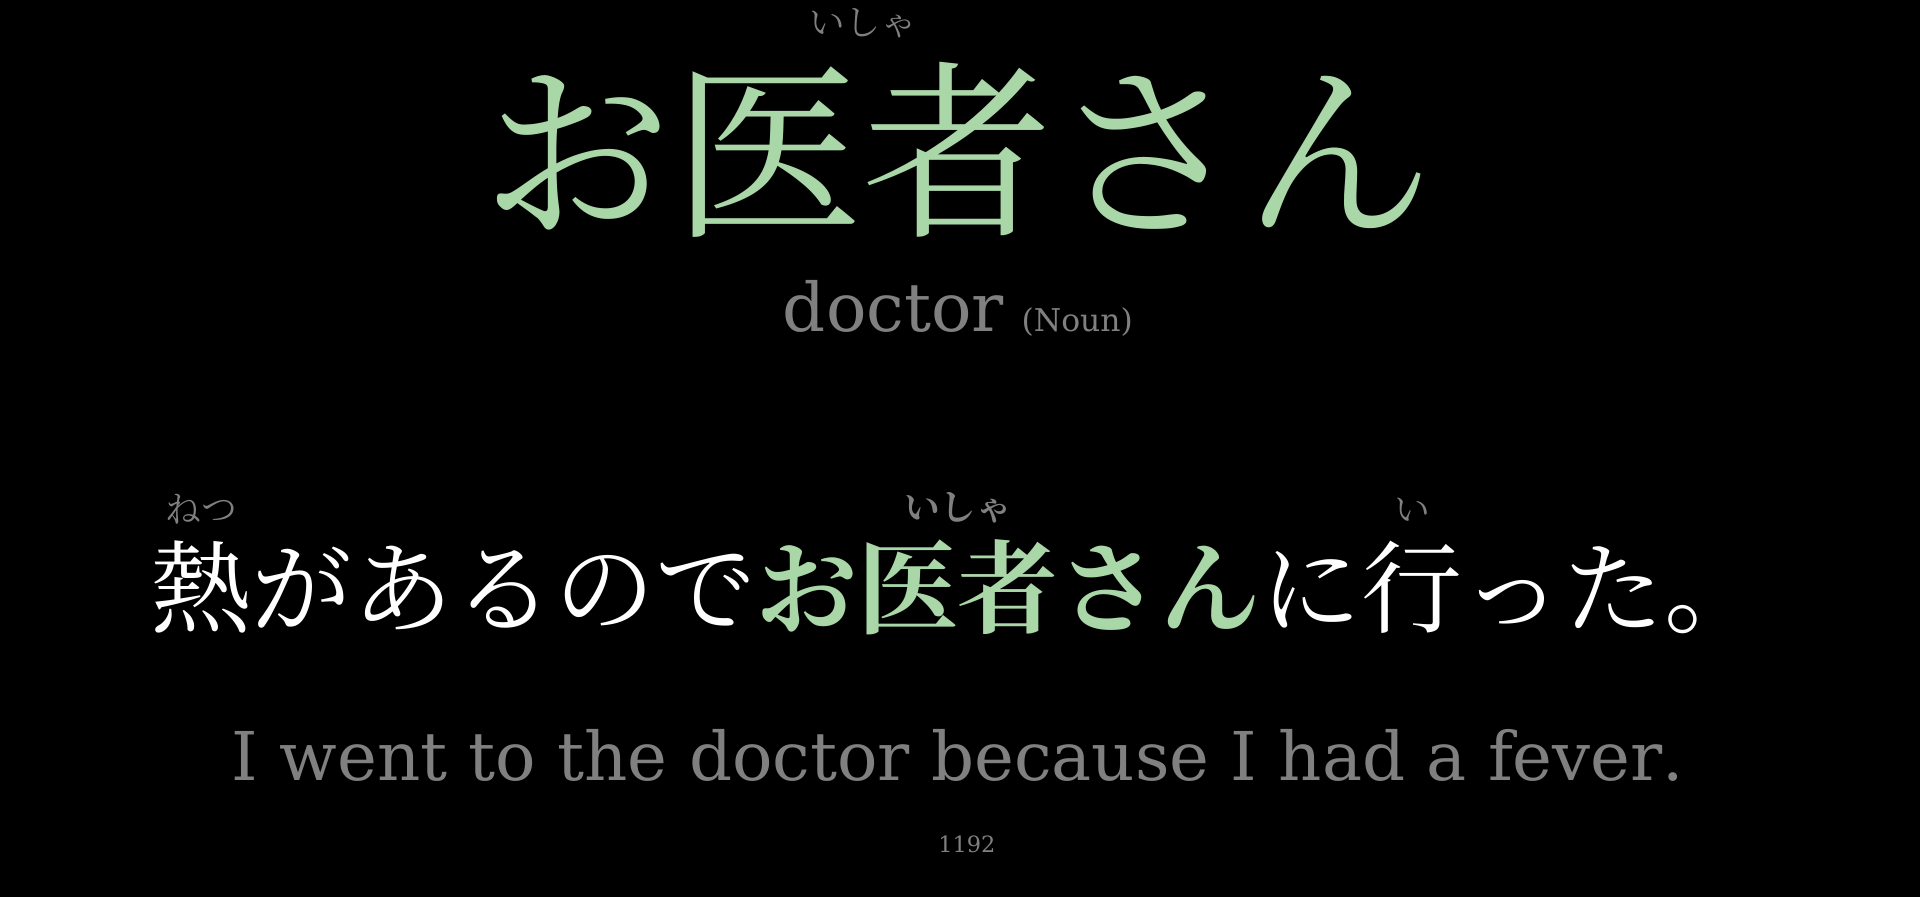 いしゃ
お医者さん
doctor (Noun)
ねつ いしゃ い
熱があるのでお医者さんに行った。
I went to the doctor because I had a fever.
1192